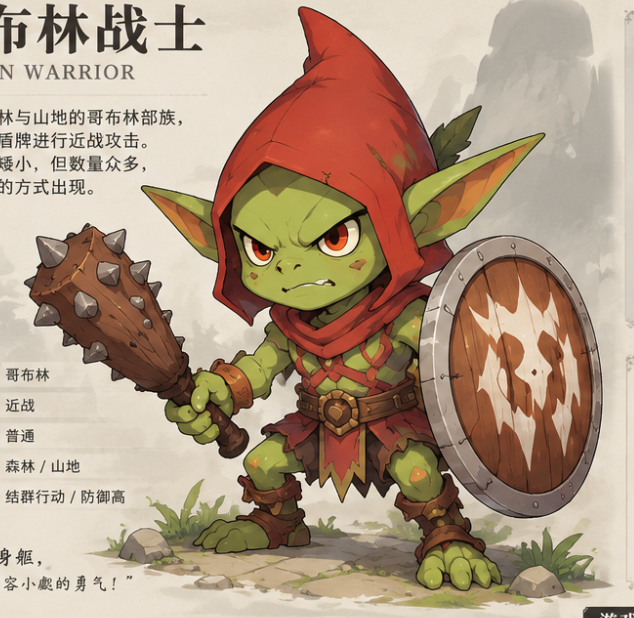 布林战士
N WARRIOR
林与山地的哥布林部族，
盾牌进行近战攻击。
矮小，但数量众多，
的方式出现。
哥布林
近战
普通
森林 / 山地
结群行动 / 防御高
身躯，
容小觑的勇气！”